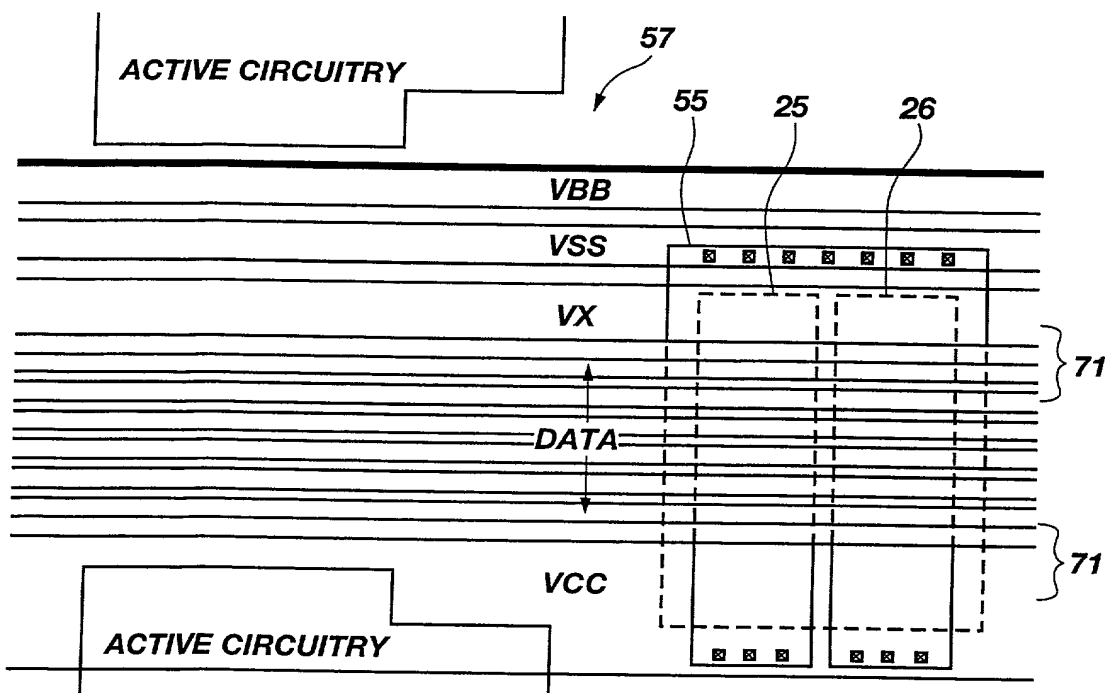 ACTIVE CIRCUITRY
57
55
25
26
VBB
VSS
VX
71
DATA
71
VCC
ACTIVE CIRCUITRY